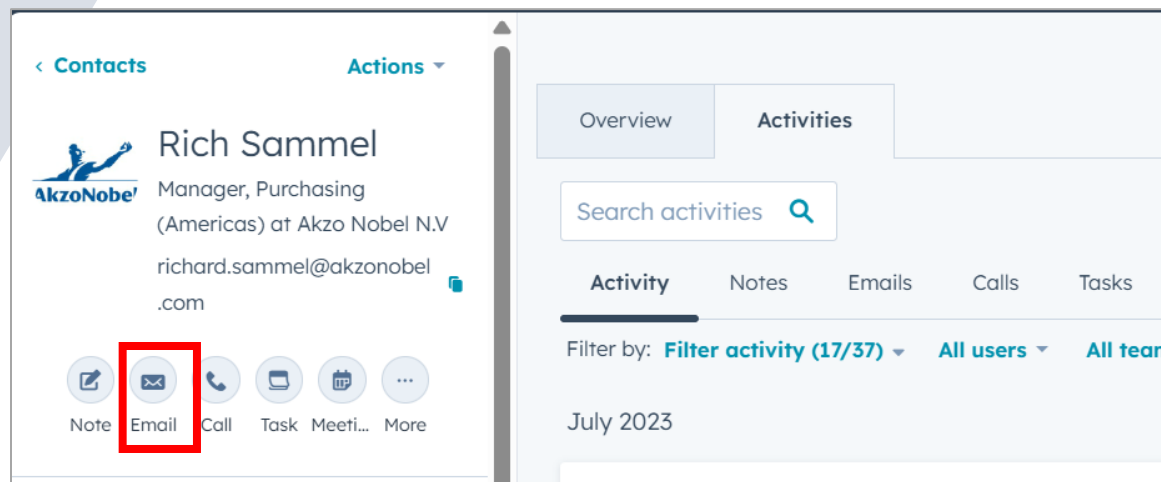 ‹ Contacts
Actions
Rich Sammel
AkzoNobel
Manager, Purchasing
(Americas) at Akzo Nobel N.V
richard.sammel@akzonobel
.com
Note Email Call Task Meeti... More
Overview Activities
Search activities
Activity Notes Emails Calls Tasks
Filter by: Filter activity (17/37) All users All tear
July 2023